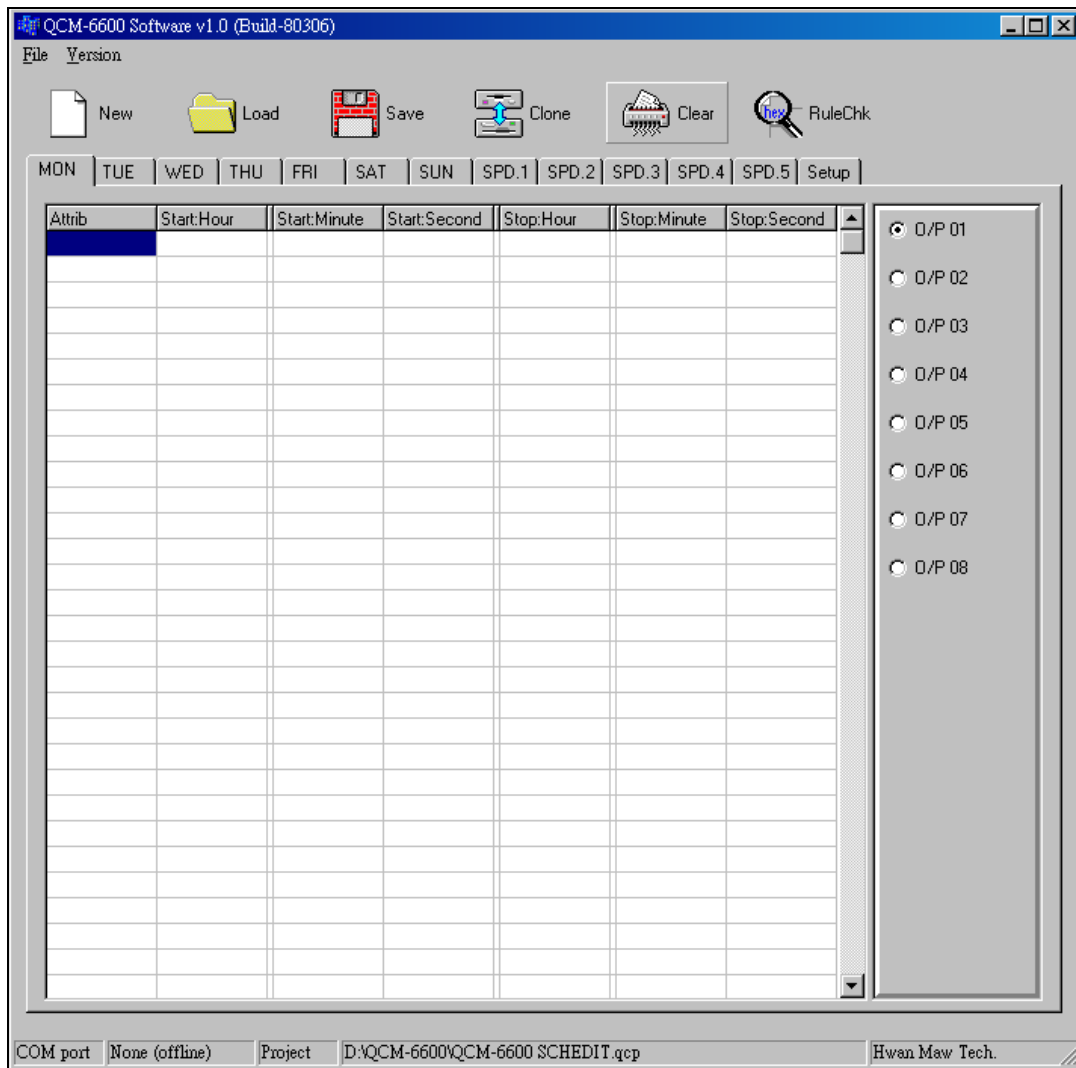 QCM-6600 Software v1.0 (Build-80306)
File Version
New Load Save Clone Clear hex RuleChk
MON TUE WED THU FRI SAT SUN SPD.1 SPD.2 SPD.3 SPD.4 SPD.5 Setup
Attrib Start:Hour Start:Minute Start:Second Stop:Hour Stop:Minute Stop:Second
O/P 01
O/P 02
O/P 03
O/P 04
O/P 05
O/P 06
O/P 07
O/P 08
COM port None (offline) Project D:\QCM-6600\QCM-6600 SCHEDIT.qcp Hwan Maw Tech.